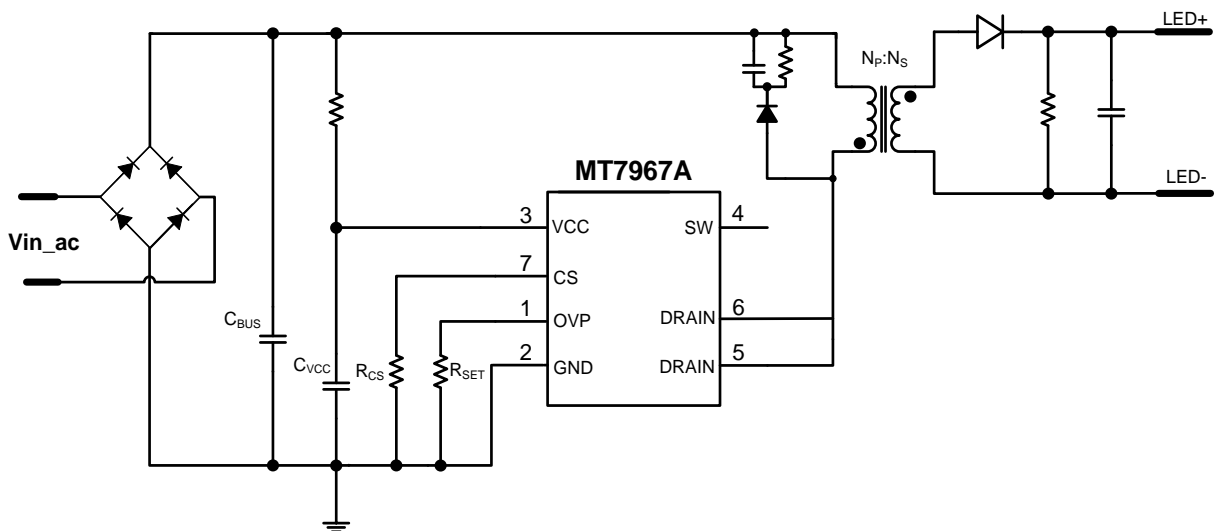 LED+
NP:NS
MT7967A
3
VCC
SW
4
Vin_ac
7
CS
1
OVP
DRAIN
6
CBUS
2
GND
DRAIN
5
CVCC
RCS
RSET
LED-